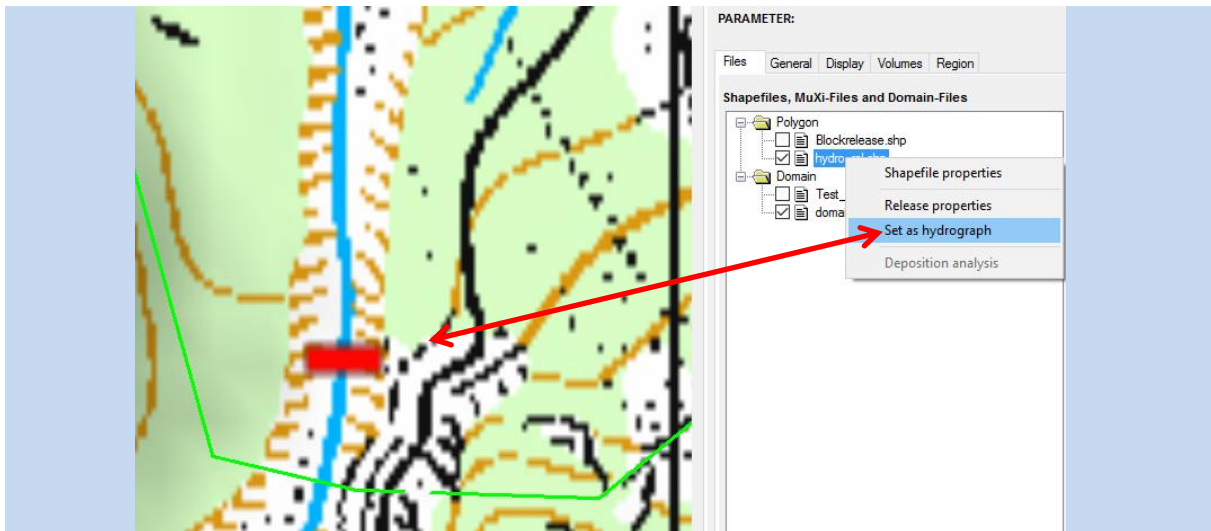 PARAMETER:
Files General Display Volumes Region
Shapefiles, MuXi-Files and Domain-Files
Polygon
Blockrelease.shp
Shapefile properties
Domain
Test_
Release properties
Set as hydrograph
Deposition analysis